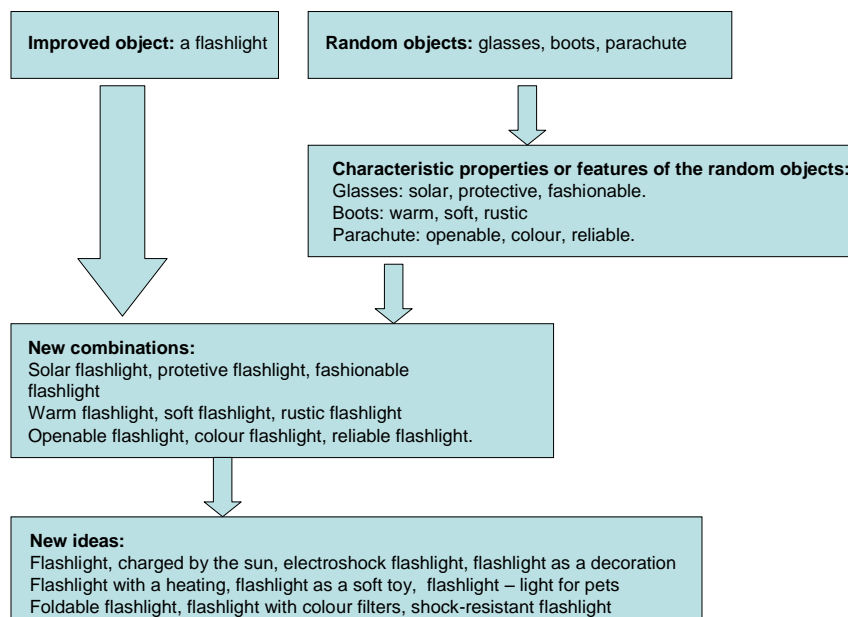 Improved object: a flashlight
Random objects: glasses, boots, parachute
Characteristic properties or features of the random objects:
Glasses: solar, protective, fashionable.
Boots: warm, soft, rustic
Parachute: openable, colour, reliable.
New combinations:
Solar flashlight, protetive flashlight, fashionable
flashlight
Warm flashlight, soft flashlight, rustic flashlight
Openable flashlight, colour flashlight, reliable flashlight.
New ideas:
Flashlight, charged by the sun, electroshock flashlight, flashlight as a decoration
Flashlight with a heating, flashlight as a soft toy, flashlight – light for pets
Foldable flashlight, flashlight with colour filters, shock-resistant flashlight